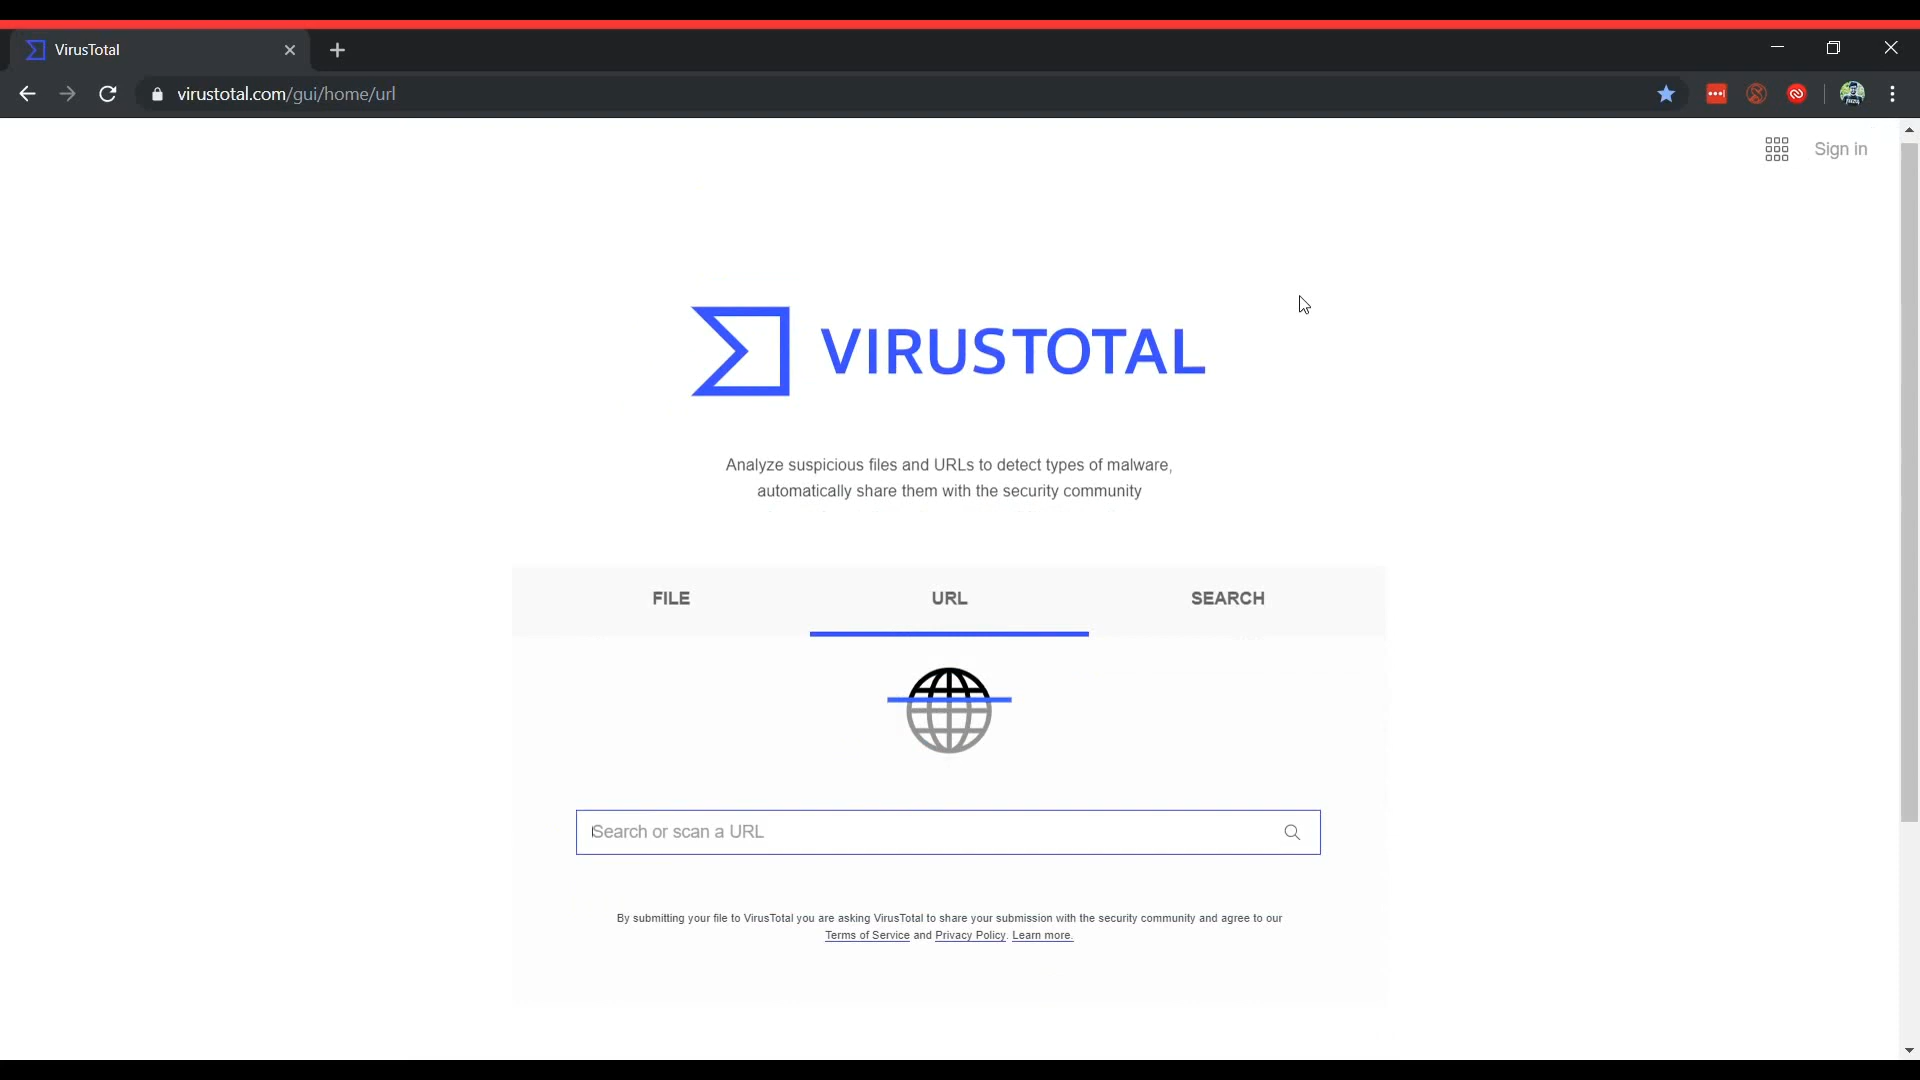 VirusTotal
virustotal.com/gui/home/url
Sign in
VIRUSTOTAL
Analyze suspicious files and URLs to detect types of malware,
automatically share them with the security community
FILE
URL
SEARCH
Search or scan a URL
By submitting your file to VirusTotal you are asking VirusTotal to share your submission with the security community and agree to our
Terms of Service and Privacy Policy. Learn more.